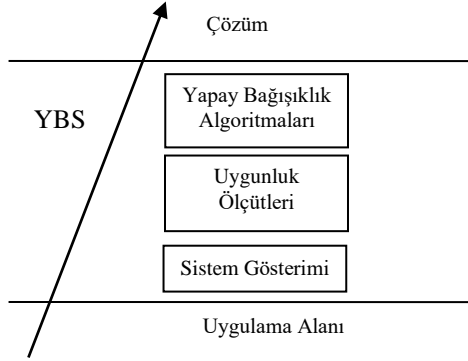 Çözüm
YBS
Yapay Bağışıklık
Algoritmaları
Uygunluk
Ölçütleri
Sistem Gösterimi
Uygulama Alanı